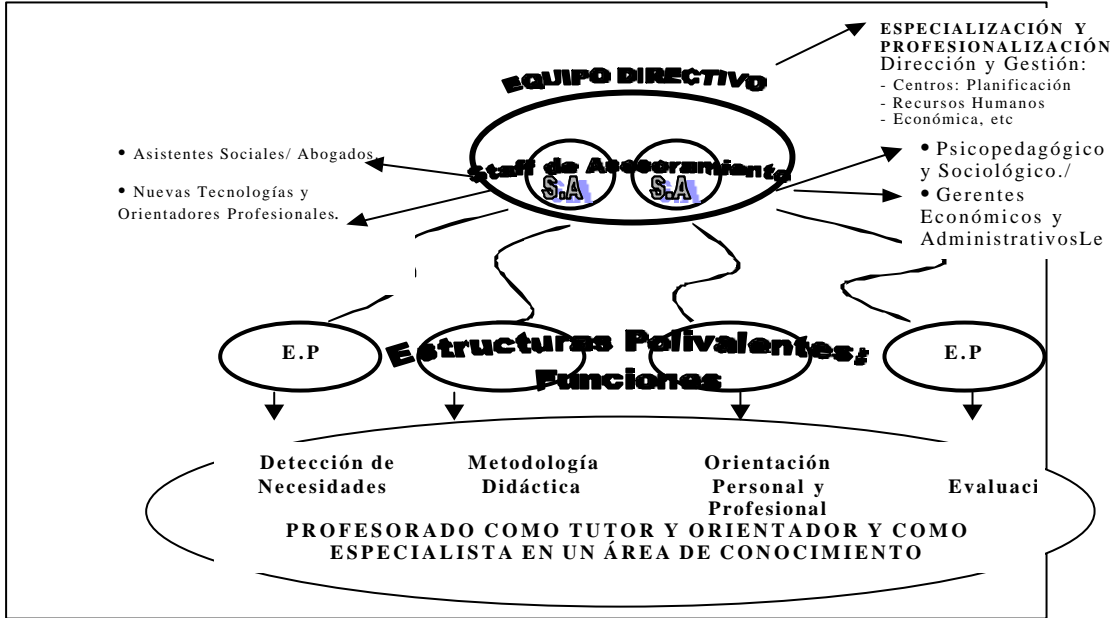 ESPECIALIZACIÓN Y
PROFESIONALIZACIÓN
Dirección y Gestión:
- Centros: Planificación
- Recursos Humanos
- Económica, etc
EQUIPO DIRECTIVO
• Asistentes Sociales/ Abogados.
• Nuevas Tecnologías y
Orientadores Profesionales.
Staff de Asesoramiento
S.A
S.A
• Psicopedagógico
y Sociológico./
• Gerentes
Económicos y
AdministrativosLe
E.P
Estructuras Polivalentes:
Funciones
E.P
Detección de
Necesidades
Metodología
Didáctica
Orientación
Personal y
Profesional
Evaluaci
PROFESORADO COMO TUTOR Y ORIENTADOR Y COMO
ESPECIALISTA EN UN ÁREA DE CONOCIMIENTO